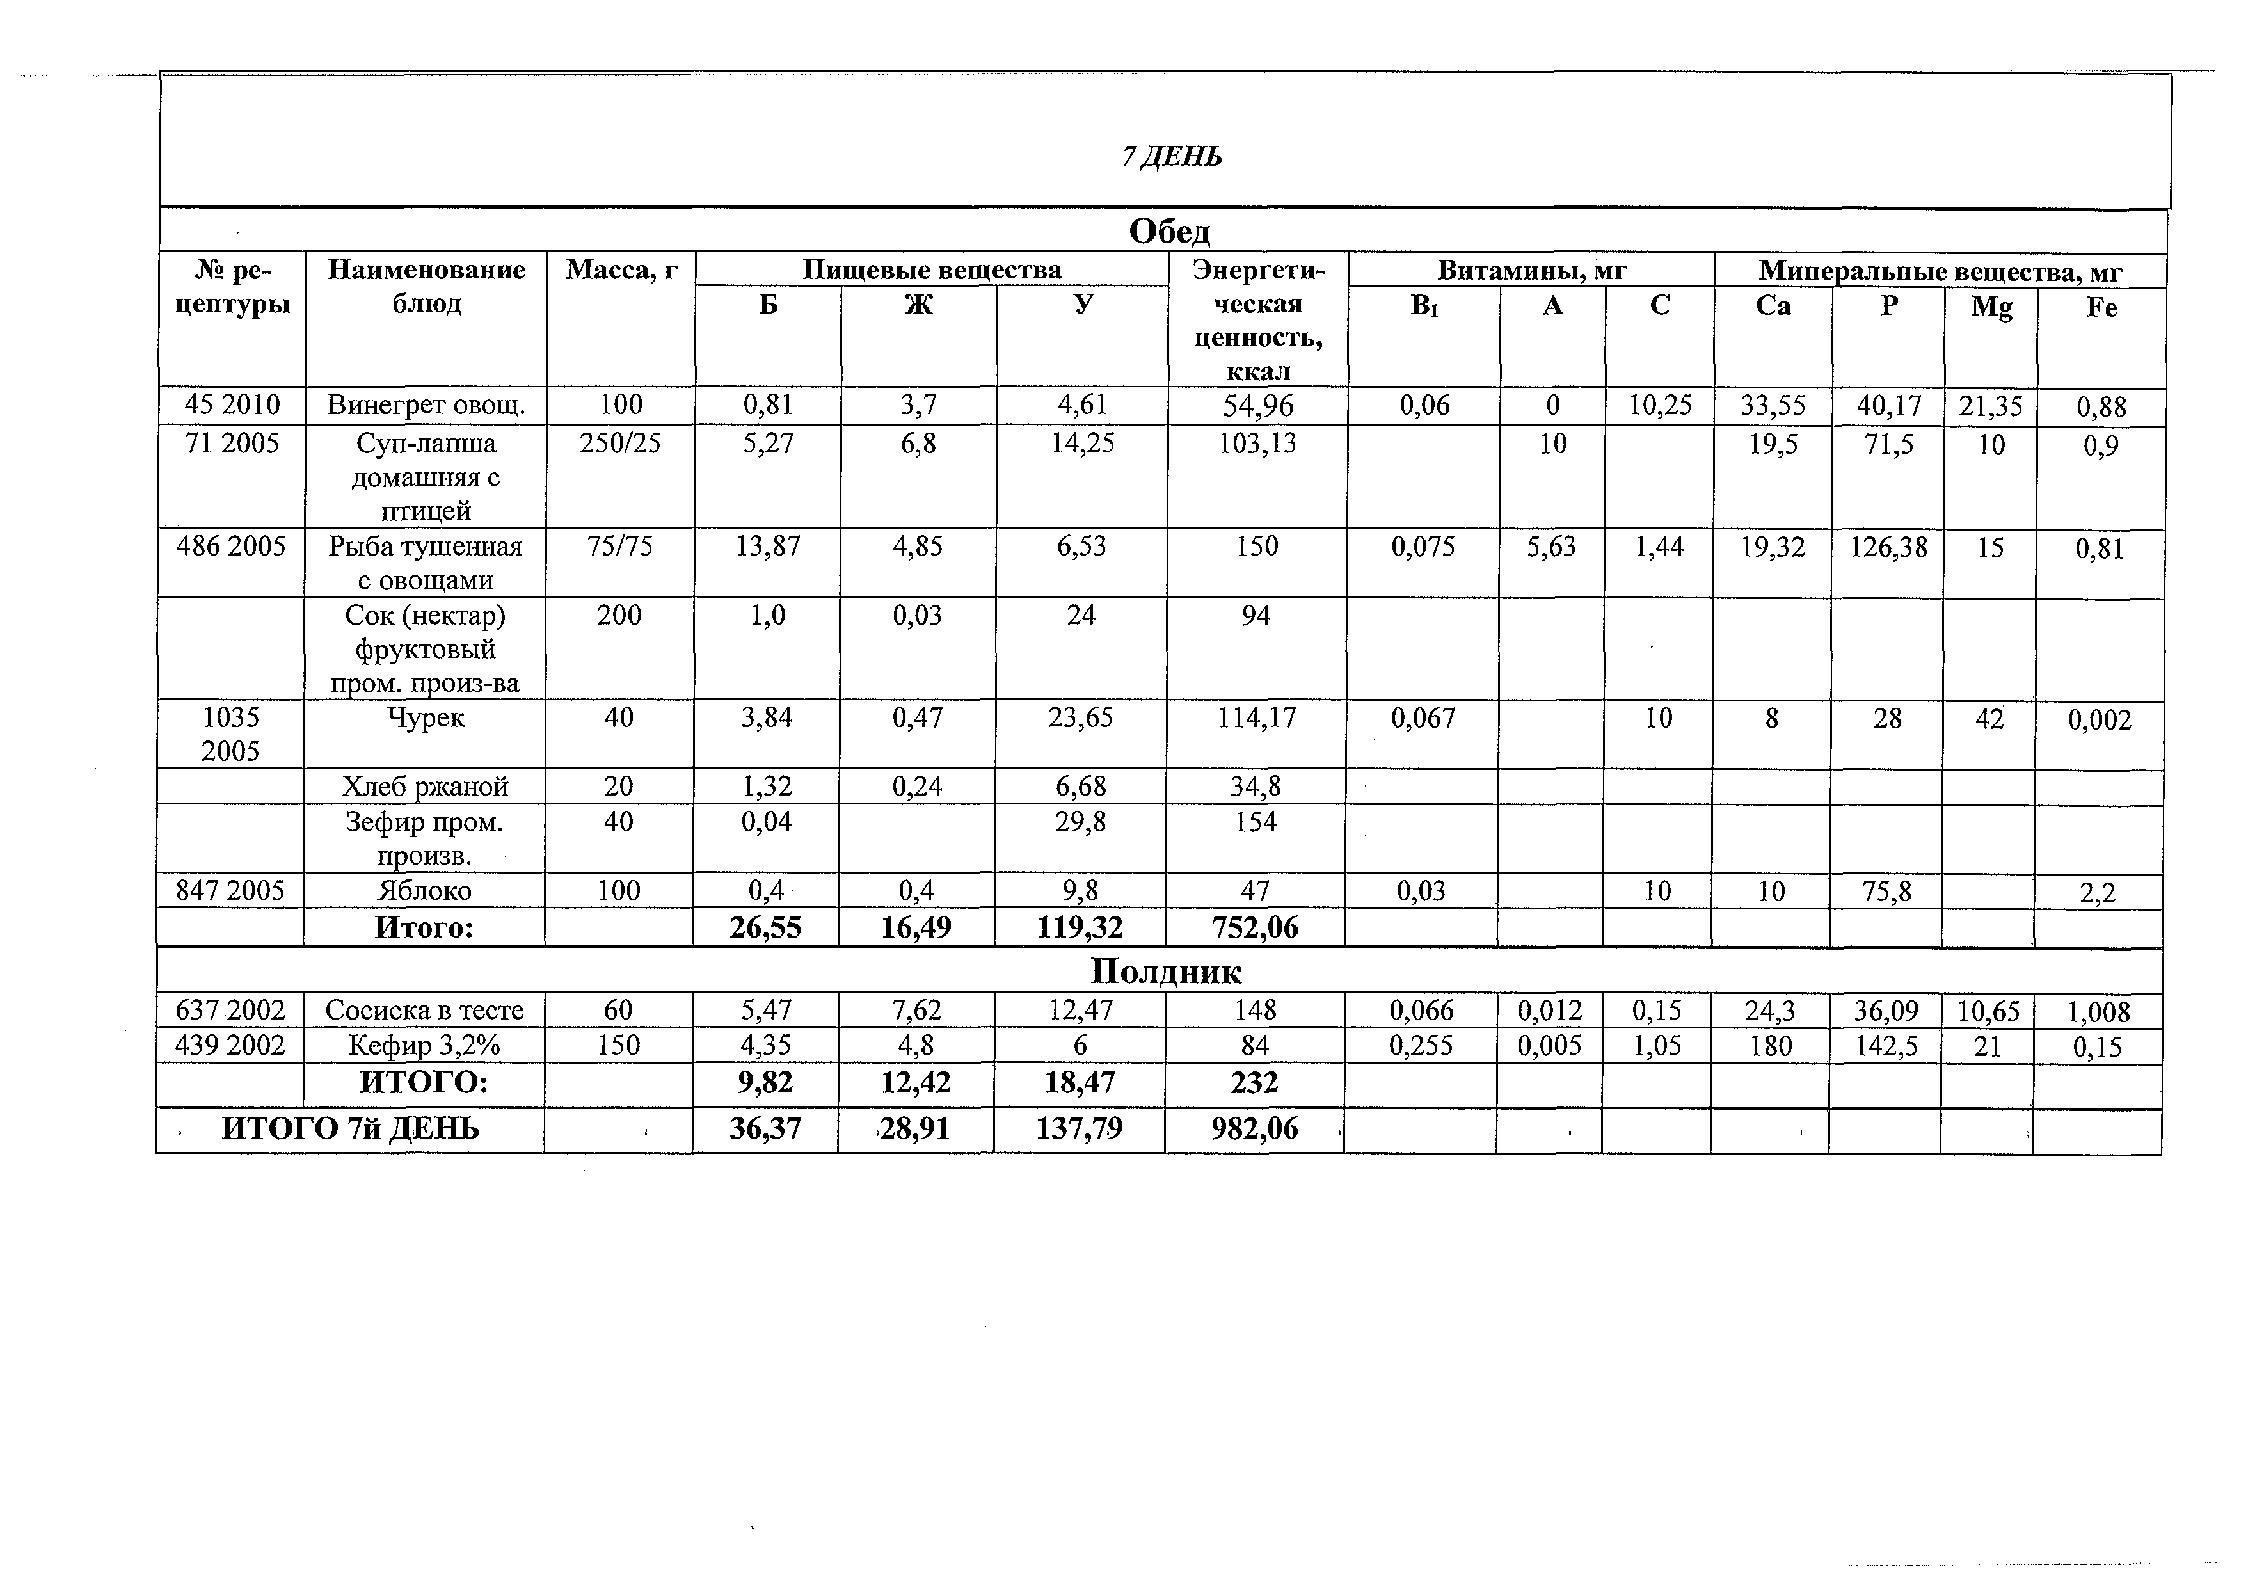 7 ДЕНЬ
Обед
№ ре-
цептуры
Наименование
блюд
Масса, г
Пищевые вещества
Б Ж У
Энергети-
ческая
ценность,
ккал
Витамины, мг
B1 A C
Минеральные вещества, мг
Ca P Mg Fe
45 2010 Винегрет овощ. 100 0,81 3,7 4,61 54,96 0,06 0 10,25 33,55 40,17 21,35 0,88
71 2005 Суп-лапша 250/25 5,27 6,8 14,25 103,13 10 19,5 71,5 10 0,9
домашняя с
птицей
486 2005 Рыба тушенная 75/75 13,87 4,85 6,53 150 0,075 5,63 1,44 19,32 126,38 15 0,81
с овощами
Сок (нектар) 200 1,0 0,03 24 94
фруктовый
пром. произ-ва
1035 Чурек 40 3,84 0,47 23,65 114,17 0,067 10 8 28 42 0,002
2005
Хлеб ржаной 20 1,32 0,24 6,68 34,8
Зефир пром. 40 0,04 29,8 154
произв.
847 2005 Яблоко 100 0,4 0,4 9,8 47 0,03 10 10 75,8 2,2
Итого: 26,55 16,49 119,32 752,06
Полдник
637 2002 Сосиска в тесте 60 5,47 7,62 12,47 148 0,066 0,012 0,15 24,3 36,09 10,65 1,008
439 2002 Кефир 3,2% 150 4,35 4,8 6 84 0,255 0,005 1,05 180 142,5 21 0,15
ИТОГО: 9,82 12,42 18,47 232
ИТОГО 7й ДЕНЬ 36,37 28,91 137,79 982,06